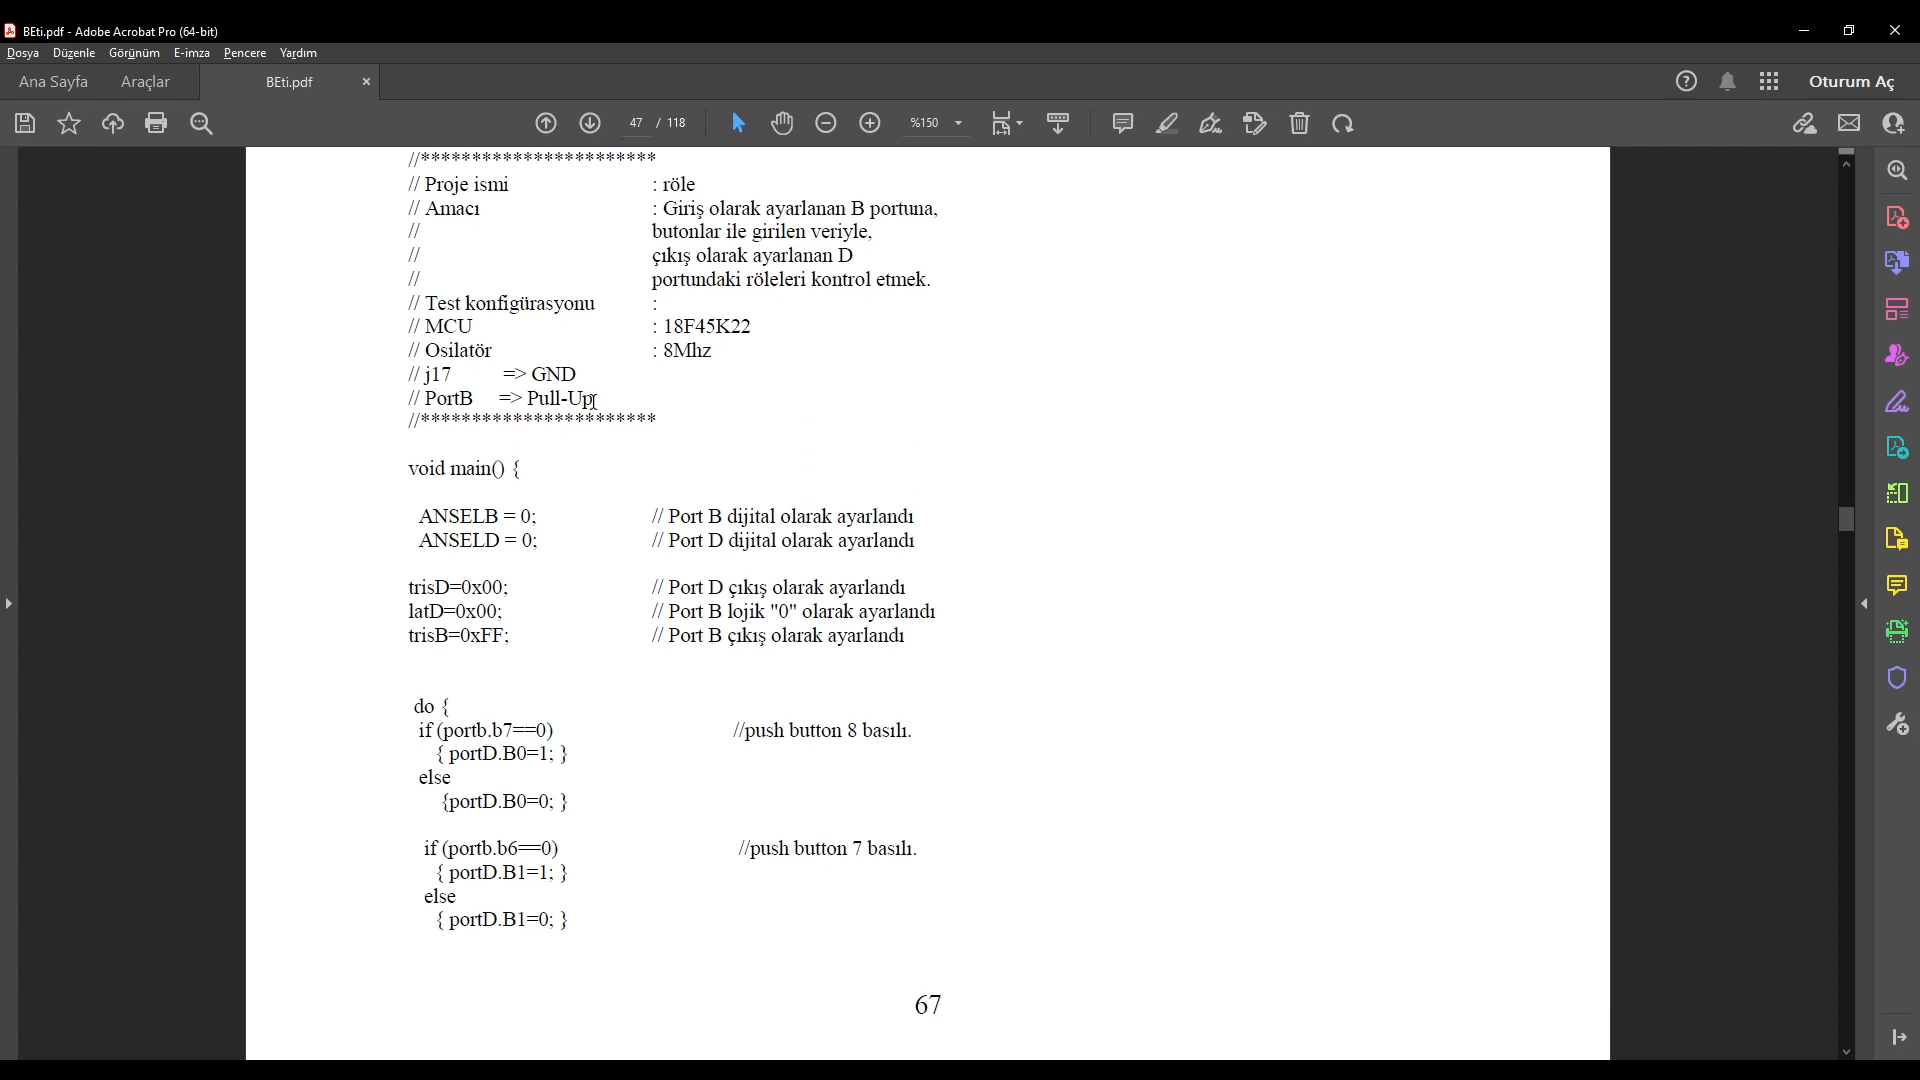 BEti.pdf - Adobe Acrobat Pro (64-bit)
Dosya Düzenle Görünüm E-imza Pencere Yardım
Ana Sayfa Araçlar BEti.pdf Oturum Aç
47 / 118 %150
//***********************
// Proje ismi : röle
// Amacı : Giriş olarak ayarlanan B portuna,
// butonlar ile girilen veriyle,
// çıkış olarak ayarlanan D
// portundaki röleleri kontrol etmek.
// Test konfigürasyonu :
// MCU : 18F45K22
// Osilatör : 8Mhz
// j17 => GND
// PortB => Pull-Up
//***********************
void main() {
ANSELB = 0; // Port B dijital olarak ayarlandı
ANSELD = 0; // Port D dijital olarak ayarlandı
trisD=0x00; // Port D çıkış olarak ayarlandı
latD=0x00; // Port B lojik "0" olarak ayarlandı
trisB=0xFF; // Port B çıkış olarak ayarlandı
do {
if (portb.b7==0) //push button 8 basılı.
{ portD.B0=1; }
else
{portD.B0=0; }
if (portb.b6==0) //push button 7 basılı.
{ portD.B1=1; }
else
{ portD.B1=0; }
67